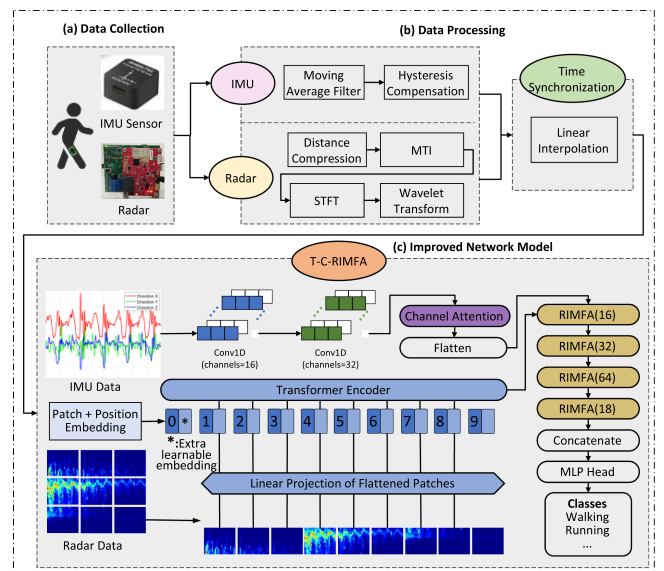 (a) Data Collection
(b) Data Processing
IMU Sensor
Radar
IMU
Moving
Average Filter
Hysteresis
Compensation
Time
Synchronization
Linear
Interpolation
Radar
Distance
Compression
MTI
STFT
Wavelet
Transform
(c) Improved Network Model
T-C-RIMFA
Direction X
Direction Y
Direction Z
IMU Data
Conv1D
(channels=16)
Conv1D
(channels=32)
Channel Attention
Flatten
RIMFA(16)
RIMFA(32)
RIMFA(64)
RIMFA(18)
Concatenate
MLP Head
Classes
Walking
Running
...
Transformer Encoder
Patch + Position
Embedding
0 * 1 2 3 4 5 6 7 8 9
*:Extra
learnable
embedding
Linear Projection of Flattened Patches
Radar Data